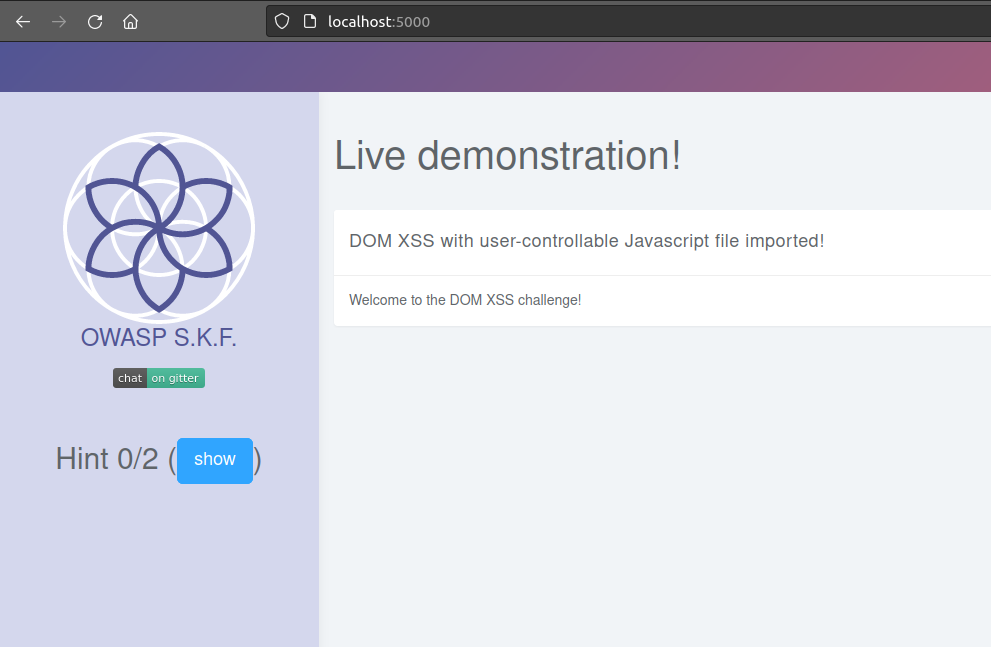 localhost:5000
Live demonstration!
DOM XSS with user-controllable Javascript file imported!
Welcome to the DOM XSS challenge!
OWASP S.K.F.
chat on gitter
Hint 0/2 (show)